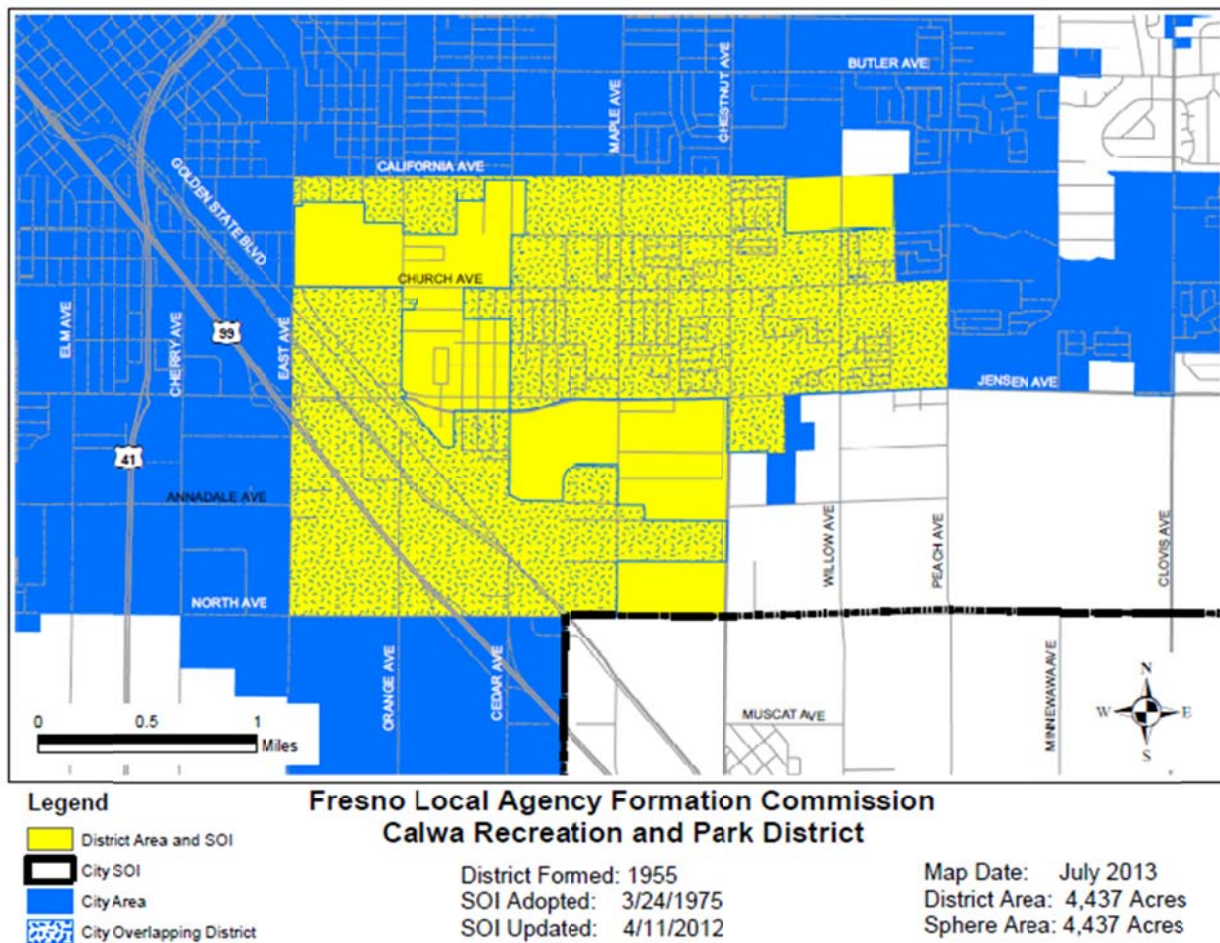 BUTLER AVE
MAPLE AVE
CHESTNUT AVE
CALIFORNIA AVE
GOLDEN STATE BLVD
CHURCH AVE
ELM AVE
CHERRY AVE
99
EAST AVE
JENSEN AVE
41
ANNADALE AVE
WILLOW AVE
PEACH AVE
CLOVIS AVE
NORTH AVE
ORANGE AVE
CEDAR AVE
MUSCAT AVE
MINNEWAWA AVE
N
W E
S
0 0.5 1
Miles
Legend
District Area and SOI
City SOI
City Area
City Overlapping District
Fresno Local Agency Formation Commission
Calwa Recreation and Park District
District Formed: 1955
SOI Adopted: 3/24/1975
SOI Updated: 4/11/2012
Map Date: July 2013
District Area: 4,437 Acres
Sphere Area: 4,437 Acres